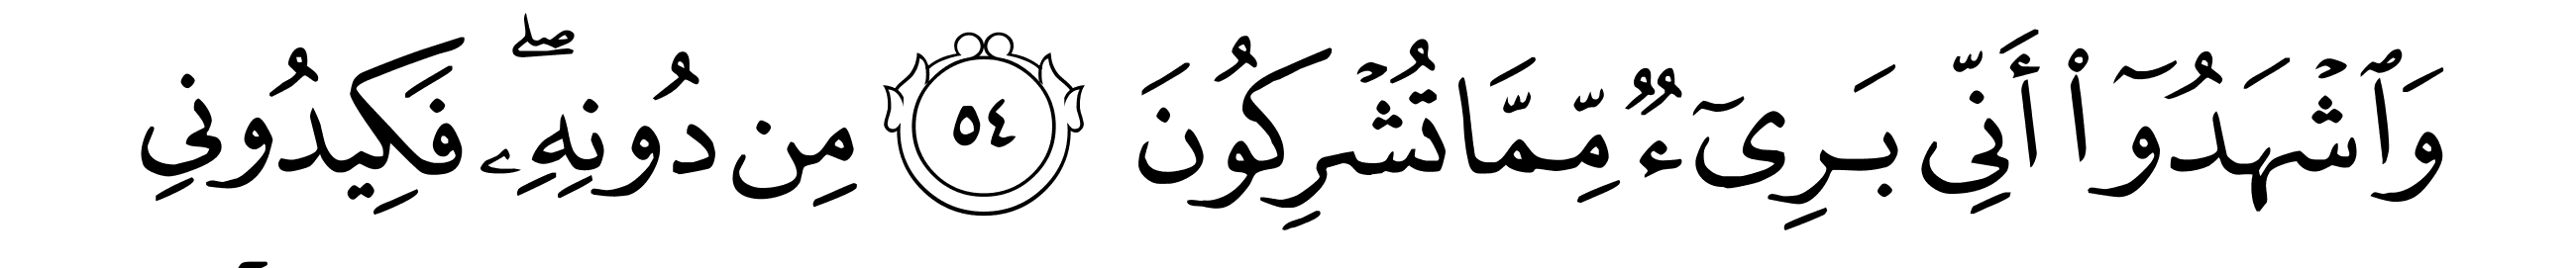 وَٱشْهَدُوٓا۟ أَنِّى بَرِىٓءٌۭ مِّمَّا تُشْرِكُونَ ٥٤ مِن دُونِهِۦ ۖ فَكِيدُونِى